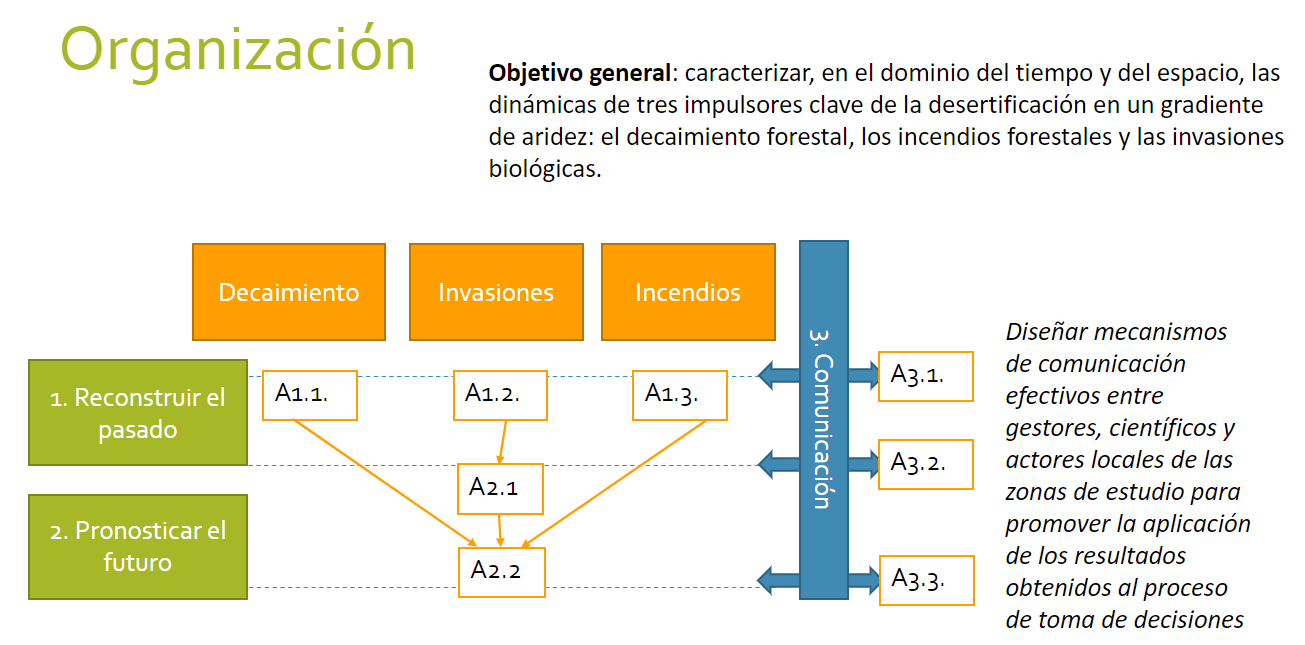 Organización
Objetivo general: caracterizar, en el dominio del tiempo y del espacio, las
dinámicas de tres impulsores clave de la desertificación en un gradiente
de aridez: el decaimiento forestal, los incendios forestales y las invasiones
biológicas.
Decaimiento
Invasiones
Incendios
3. Comunicación
1. Reconstruir el
pasado
A1.1.
A1.2.
A1.3.
A3.1.
A2.1
A3.2.
2. Pronosticar el
futuro
A2.2
A3.3.
Diseñar mecanismos
de comunicación
efectivos entre
gestores, científicos y
actores locales de las
zonas de estudio para
promover la aplicación
de los resultados
obtenidos al proceso
de toma de decisiones